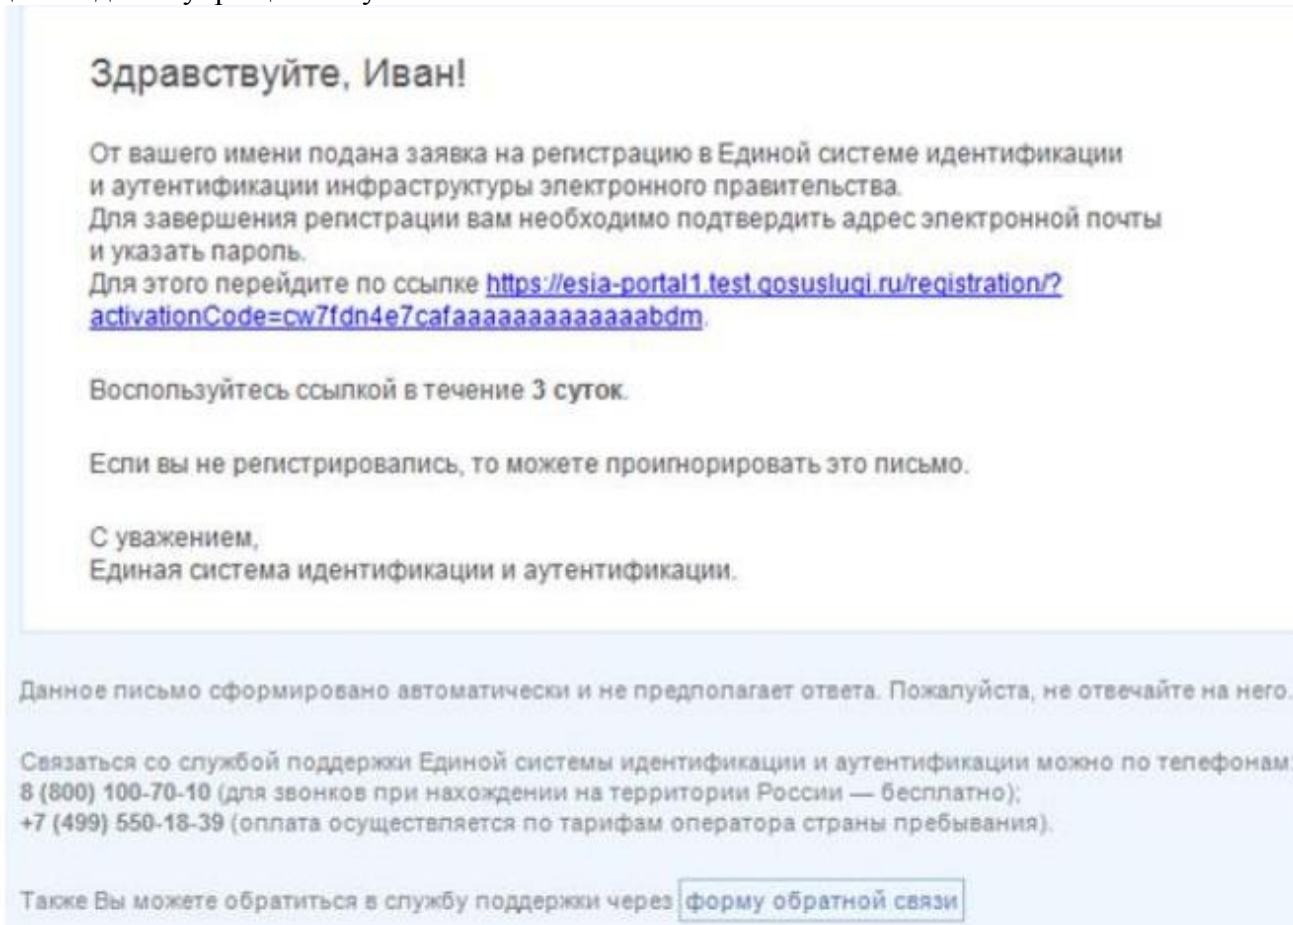 Здравствуйте, Иван!
От вашего имени подана заявка на регистрацию в Единой системе идентификации
и аутентификации инфраструктуры электронного правительства.
Для завершения регистрации вам необходимо подтвердить адрес электронной почты
и указать пароль.
Для этого перейдите по ссылке https://esia-portal1.test.gosuslugi.ru/registration/?
activationCode=cw7fdn4e7cafaaaaaaaaaaaaaabdm.
Воспользуйтесь ссылкой в течение 3 суток.
Если вы не регистрировались, то можете проигнорировать это письмо.
С уважением,
Единая система идентификации и аутентификации.
Данное письмо сформировано автоматически и не предполагает ответа. Пожалуйста, не отвечайте на него.
Связаться со службой поддержки Единой системы идентификации и аутентификации можно по телефонам:
8 (800) 100-70-10 (для звонков при нахождении на территории России — бесплатно);
+7 (499) 550-18-39 (оплата осуществляется по тарифам оператора страны пребывания).
Также Вы можете обратиться в службу поддержки через форму обратной связи